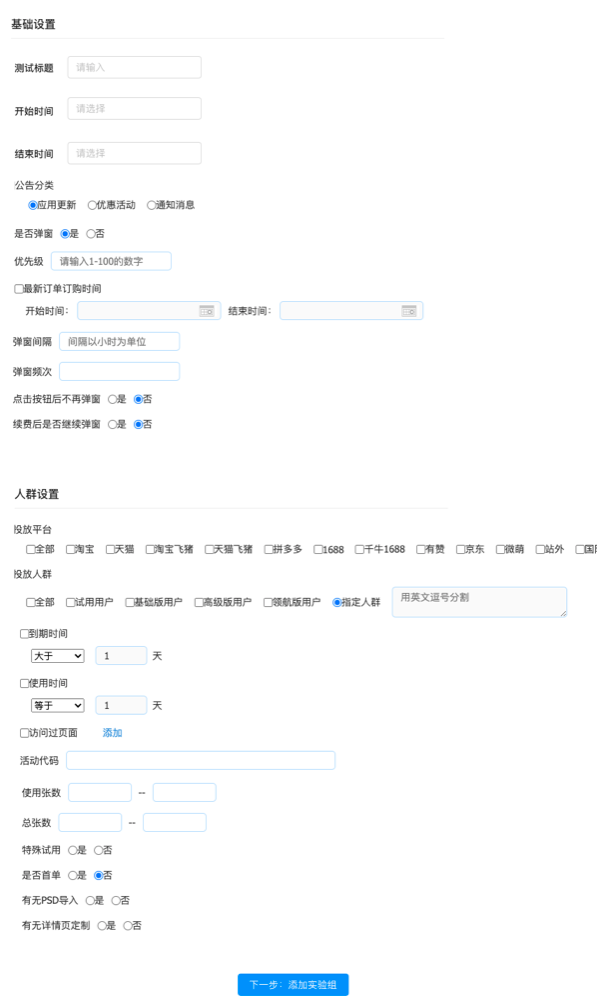 基础设置
测试标题 请输入
开始时间 请选择
结束时间 请选择
公告分类
应用更新 优惠活动 通知消息
是否弹窗 是 否
优先级 请输入1-100的数字
最新订单订购时间
开始时间： 结束时间：
弹窗间隔 间隔以小时为单位
弹窗频次
点击按钮后不再弹窗 是 否
续费后是否继续弹窗 是 否
人群设置
投放平台
全部 淘宝 天猫 淘宝飞猪 天猫飞猪 拼多多 1688 千牛1688 有赞 京东 微萌 站外
投放人群
全部 试用用户 基础版用户 高级版用户 领航版用户 指定人群 用英文逗号分割
到期时间
大于 1 天
使用时间
等于 1 天
访问过页面 添加
活动代码
使用张数 --
总张数 --
特殊试用 是 否
是否首单 是 否
有无PSD导入 是 否
有无详情页定制 是 否
下一步：添加实验组